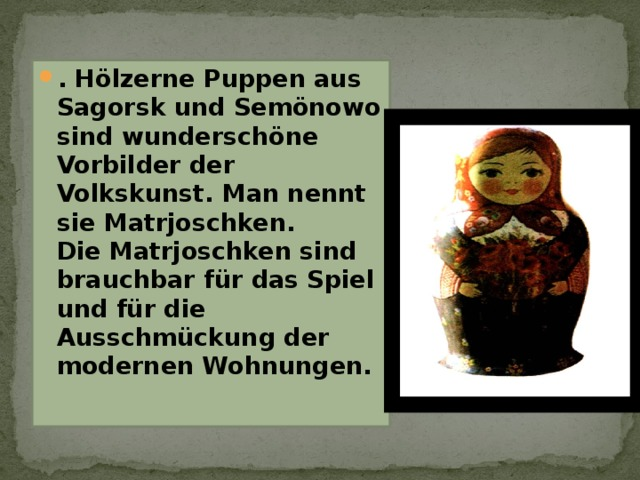 . Hölzerne Puppen aus
Sagorsk und Semönowo
sind wunderschöne
Vorbilder der
Volkskunst. Man nennt
sie Matrjoschken.
Die Matrjoschken sind
brauchbar für das Spiel
und für die
Ausschmückung der
modernen Wohnungen.